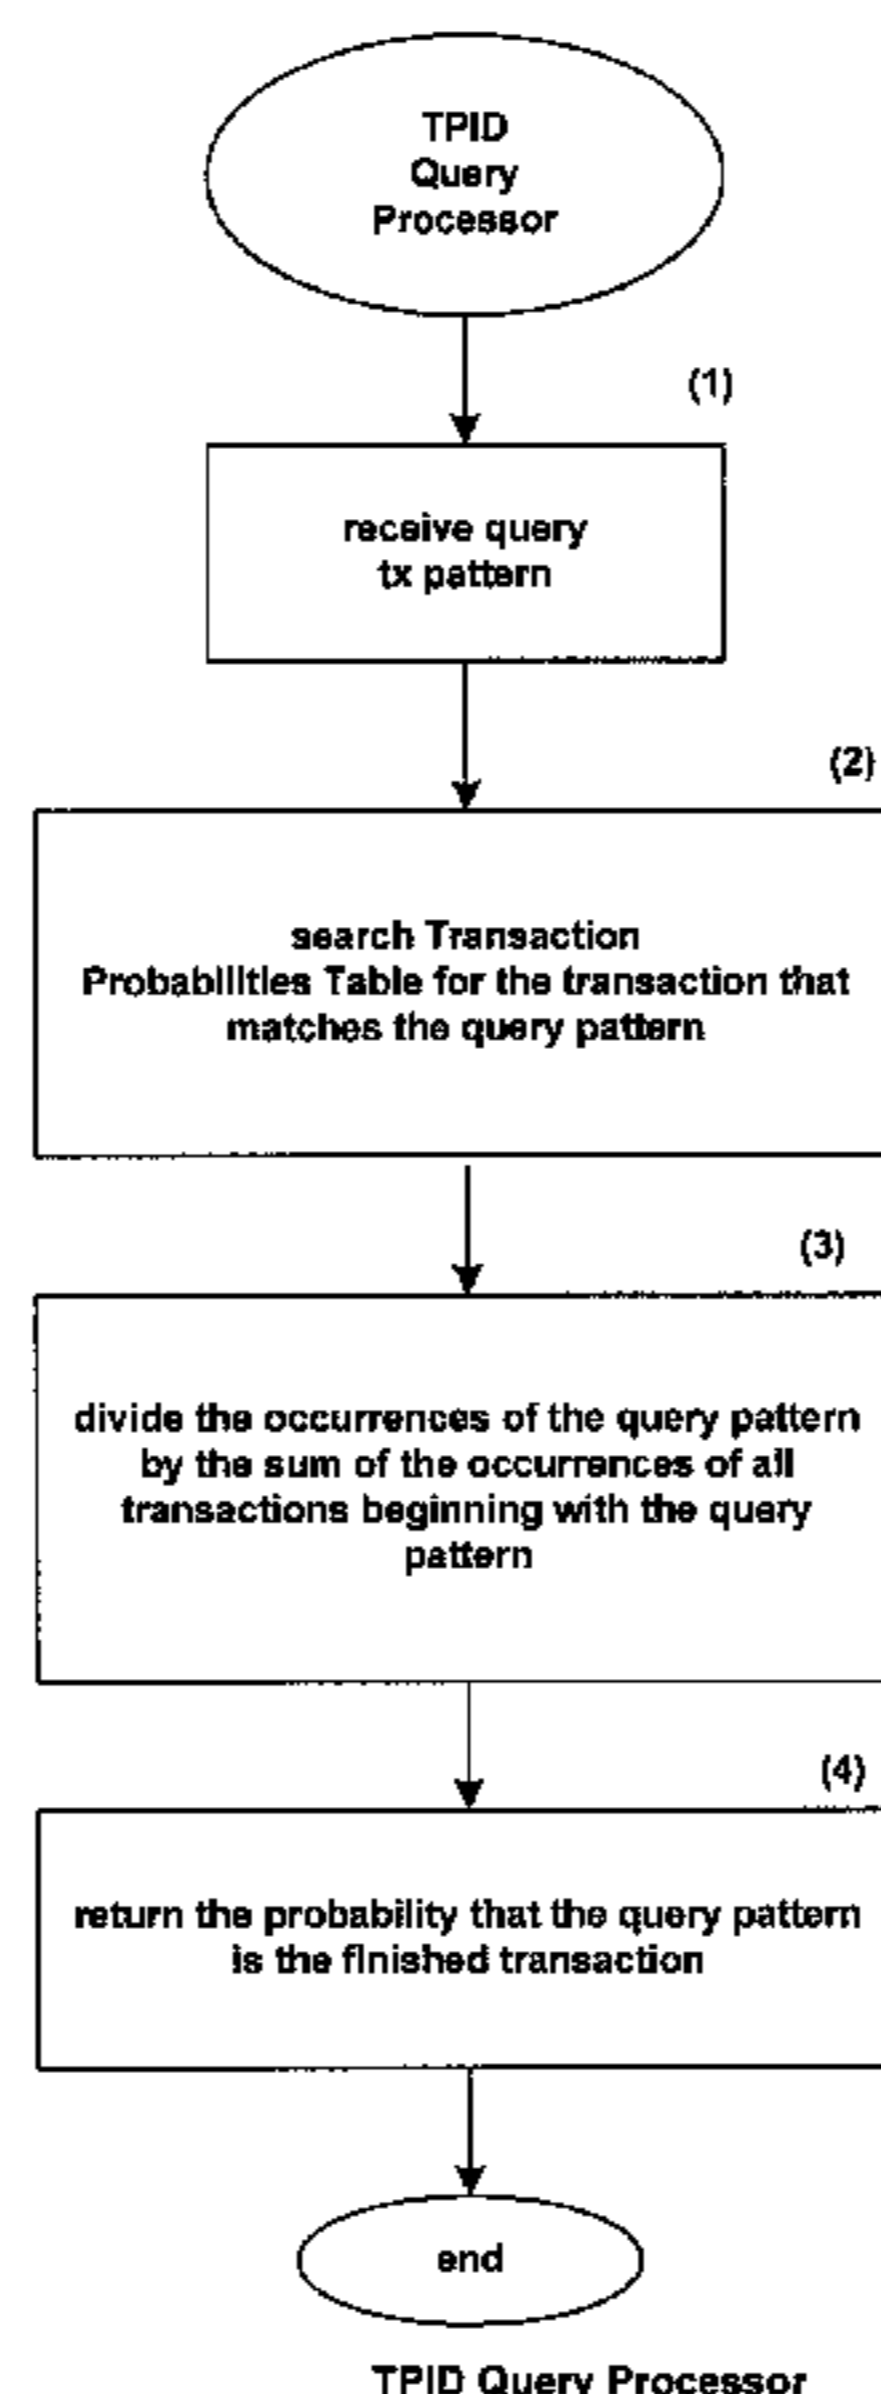 TPID
Query
Processor
(1)
receive query
tx pattern
(2)
search Transaction
Probabilities Table for the transaction that
matches the query pattern
(3)
divide the occurrences of the query pattern
by the sum of the occurrences of all
transactions beginning with the query
pattern
(4)
return the probability that the query pattern
is the finished transaction
end
TPID Query Processor